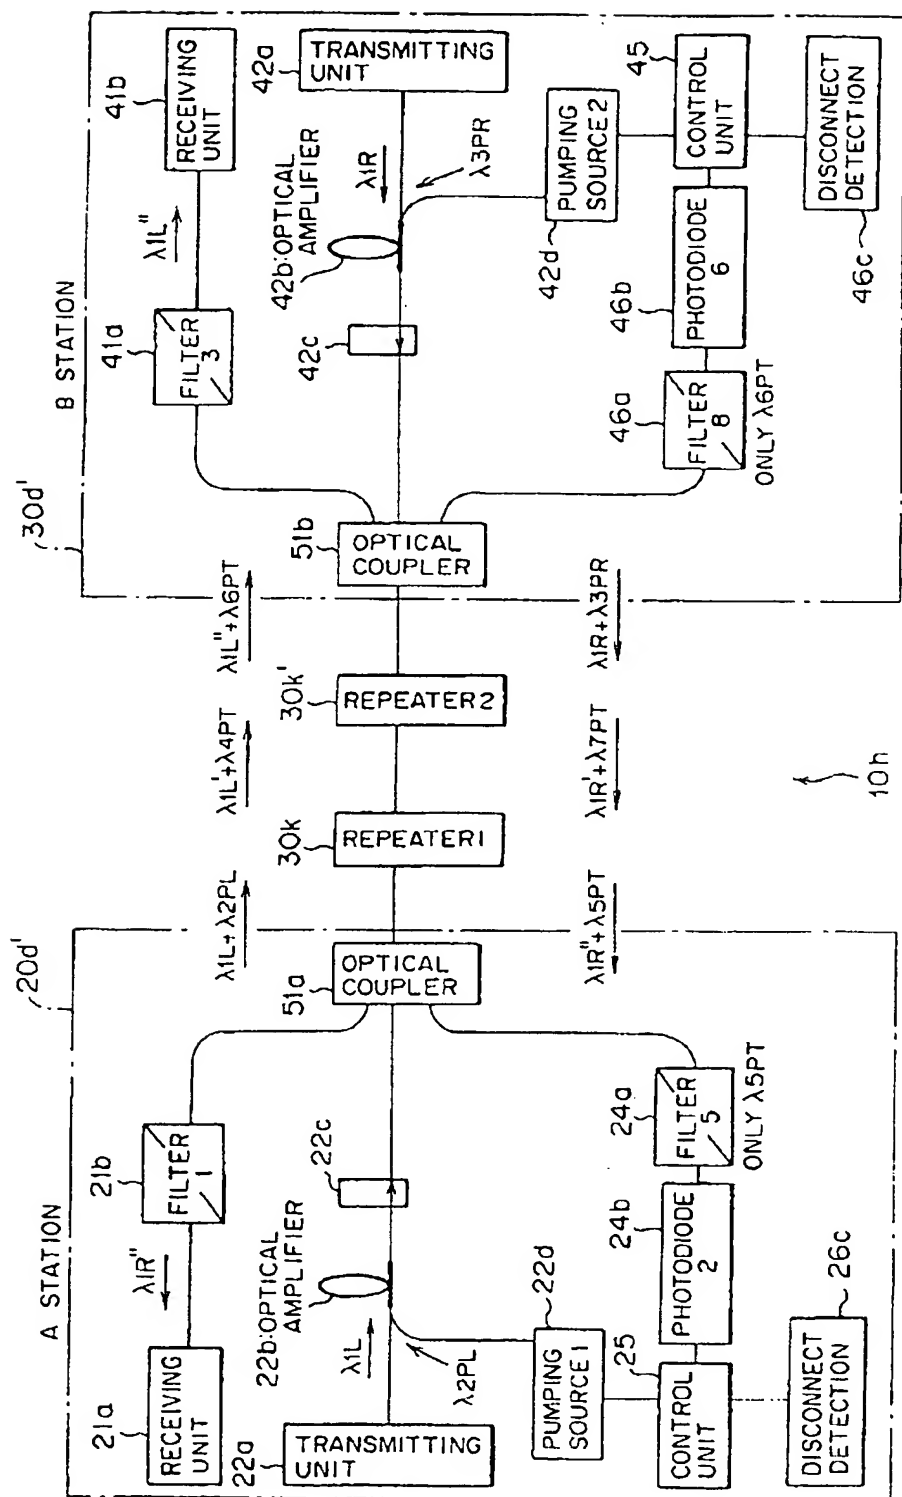 A STATION
20d'
21a
RECEIVING
UNIT
λ1R"
21b
FILTER
1
22a
TRANSMITTING
UNIT
λ1L
22b:OPTICAL
AMPLIFIER
22c
λ2PL
22d
PUMPING
SOURCE 1
25
CONTROL
UNIT
24b
PHOTODIODE
2
24a
FILTER
5
ONLY λ5PT
26c
DISCONNECT
DETECTION
51a
OPTICAL
COUPLER
λ1L+λ2PL
λ1L'+λ4PT
λ1L"+λ6PT
30k
REPEATER1
30k'
REPEATER2
λ1R"+λ5PT
λ1R'+λ7PT
λ1R+λ3PR
10h
B STATION
30d'
51b
OPTICAL
COUPLER
41a
FILTER
3
λ1L"
41b
RECEIVING
UNIT
42a
TRANSMITTING
UNIT
λ1R
λ3PR
42b:OPTICAL
AMPLIFIER
42c
42d
PUMPING
SOURCE2
45
CONTROL
UNIT
46b
PHOTODIODE
6
46a
FILTER
8
ONLY λ6PT
46c
DISCONNECT
DETECTION